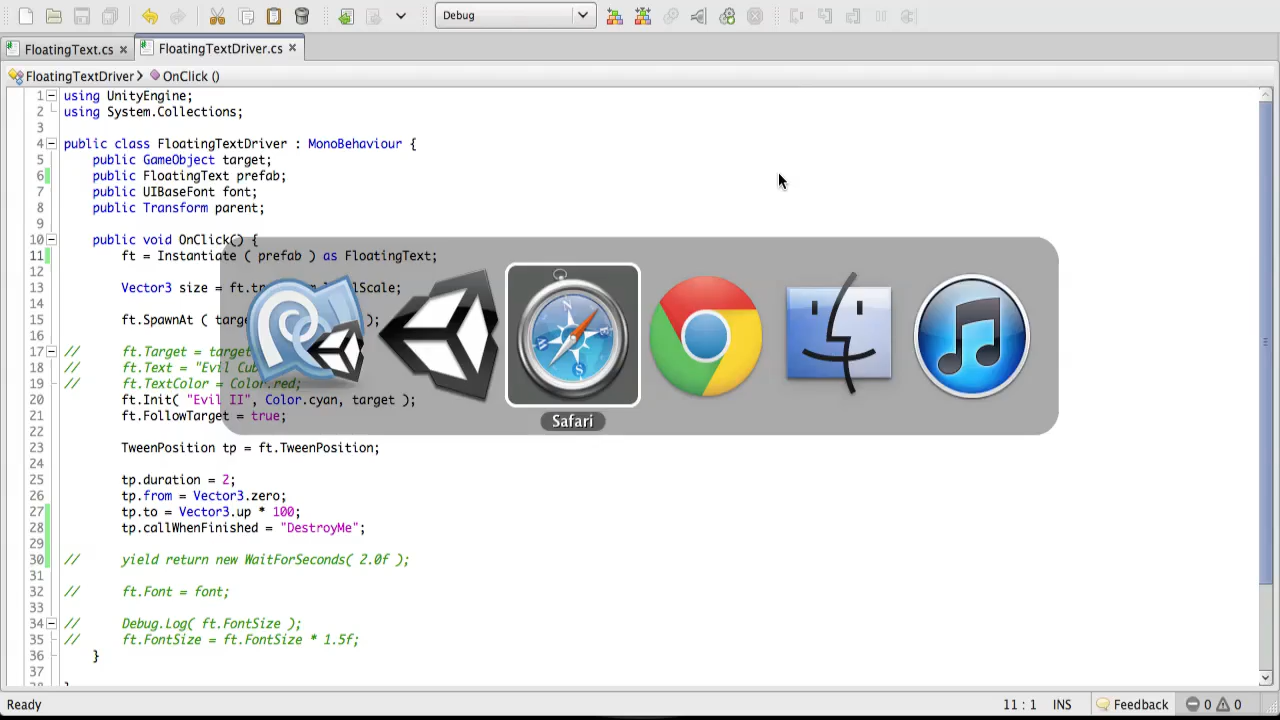 Debug
FloatingText.cs
FloatingTextDriver.cs
FloatingTextDriver
OnClick ()
1 using UnityEngine;
2 using System.Collections;
3
4 public class FloatingTextDriver : MonoBehaviour {
5 public GameObject target;
6 public FloatingText prefab;
7 public UIBaseFont font;
8 public Transform parent;
9
10 public void OnClick() {
11 ft = Instantiate ( prefab ) as FloatingText;
12
13 Vector3 size = ft.tr lScale;
14
15 ft.SpawnAt ( targe );
16
17 // ft.Target = target
18 // ft.Text = "Evil Cub
19 // ft.TextColor = Color.red;
20 ft.Init( "Evil II", Color.cyan, target );
21 ft.FollowTarget = true;
22
23 TweenPosition tp = ft.TweenPosition;
24
25 tp.duration = 2;
26 tp.from = Vector3.zero;
27 tp.to = Vector3.up * 100;
28 tp.callWhenFinished = "DestroyMe";
29
30 // yield return new WaitForSeconds( 2.0f );
31
32 // ft.Font = font;
33
34 // Debug.Log( ft.FontSize );
35 // ft.FontSize = ft.FontSize * 1.5f;
36 }
37
Safari
Ready
11 : 1
INS
Feedback
0
0